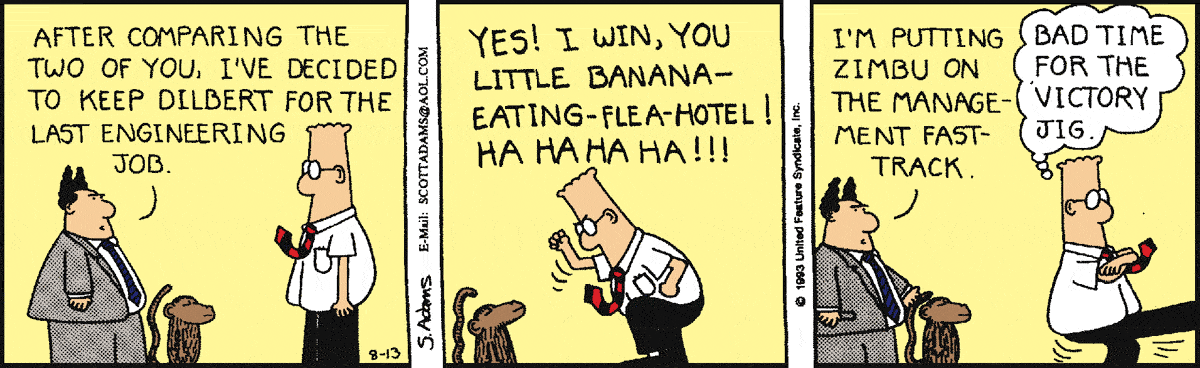 AFTER COMPARING THE
TWO OF YOU, I'VE DECIDED
TO KEEP DILBERT FOR THE
LAST ENGINEERING
JOB.
8-13
S. Adams
E-Mail: SCOTTADAMS@AOL.COM
YES! I WIN, YOU
LITTLE BANANA-
EATING-FLEA-HOTEL!
HA HA HA HA!!!
© 1993 United Feature Syndicate, Inc.
I'M PUTTING
ZIMBU ON
THE MANAGE-
MENT FAST-
TRACK.
BAD TIME
FOR THE
VICTORY
JIG.